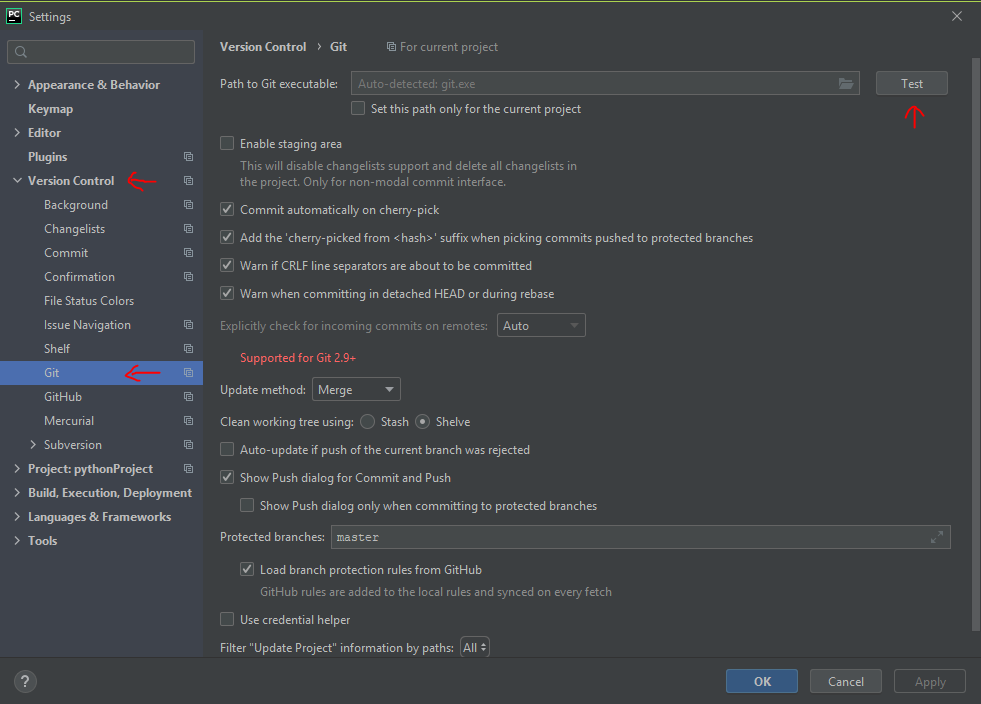 PC Settings
Version Control › Git For current project
Appearance & Behavior
Keymap
Editor
Plugins
Version Control
Background
Changelists
Commit
Confirmation
File Status Colors
Issue Navigation
Shelf
Git
GitHub
Mercurial
Subversion
Project: pythonProject
Build, Execution, Deployment
Languages & Frameworks
Tools
Path to Git executable: Auto-detected: git.exe Test
Set this path only for the current project
Enable staging area
This will disable changelists support and delete all changelists in
the project. Only for non-modal commit interface.
Commit automatically on cherry-pick
Add the 'cherry-picked from <hash>' suffix when picking commits pushed to protected branches
Warn if CRLF line separators are about to be committed
Warn when committing in detached HEAD or during rebase
Explicitly check for incoming commits on remotes: Auto
Supported for Git 2.9+
Update method: Merge
Clean working tree using: Stash Shelve
Auto-update if push of the current branch was rejected
Show Push dialog for Commit and Push
Show Push dialog only when committing to protected branches
Protected branches: master
Load branch protection rules from GitHub
GitHub rules are added to the local rules and synced on every fetch
Use credential helper
Filter "Update Project" information by paths: All
? OK Cancel Apply